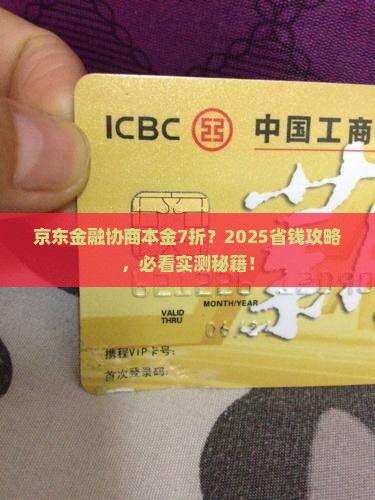 ICBC 中国工商
京东金融协商本金7折？2025省钱攻略
，必看实测秘籍！
MONTH/YEAR
VALID
THRU
携程VIP卡号:
首次登录码: